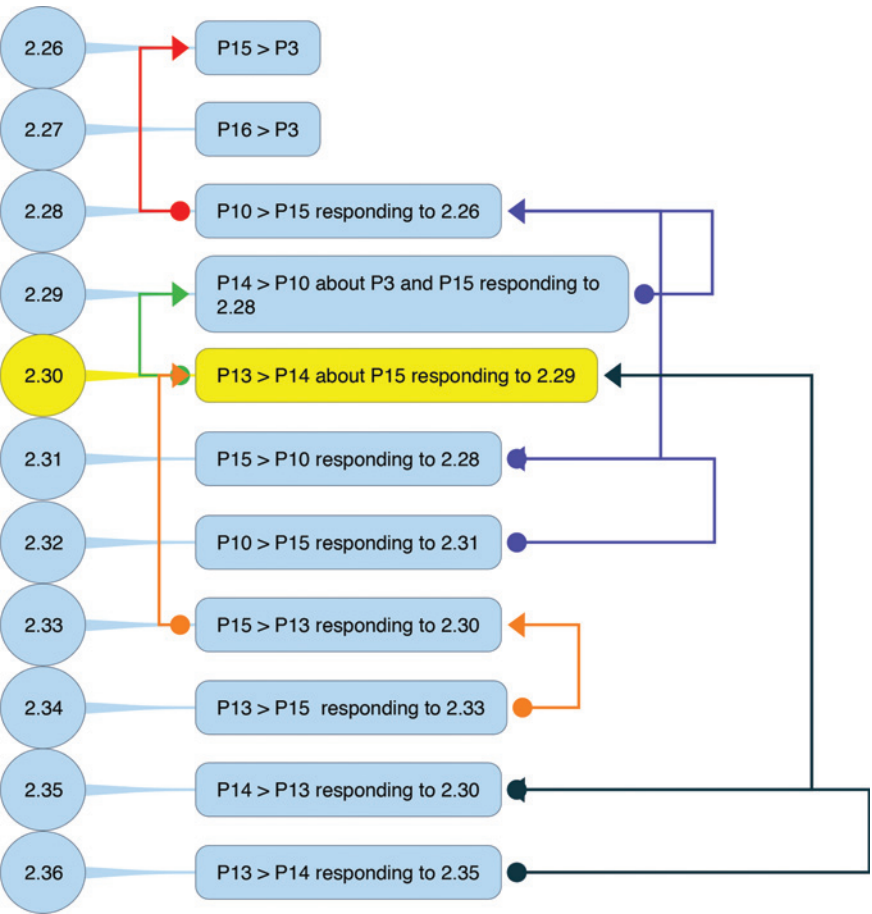 2.26
P15 > P3
2.27
P16 > P3
2.28
P10 > P15 responding to 2.26
2.29
P14 > P10 about P3 and P15 responding to
2.28
2.30
P13 > P14 about P15 responding to 2.29
2.31
P15 > P10 responding to 2.28
2.32
P10 > P15 responding to 2.31
2.33
P15 > P13 responding to 2.30
2.34
P13 > P15  responding to 2.33
2.35
P14 > P13 responding to 2.30
2.36
P13 > P14 responding to 2.35